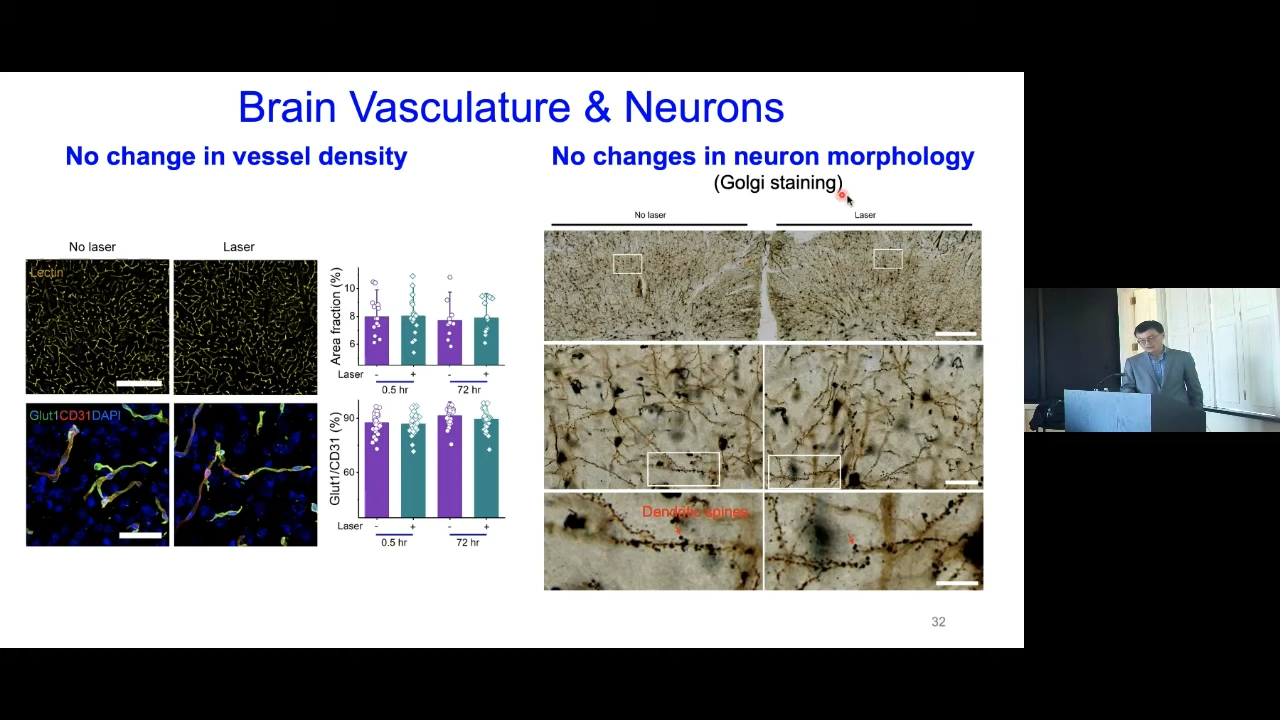 Brain Vasculature & Neurons
No change in vessel density
No changes in neuron morphology
(Golgi staining)
No laser
Laser
No laser
Laser
Lectin
Glut1CD31DAPI
Area fraction (%)
10
8
6
Laser - + - +
0.5 hr 72 hr
Glut1/CD31 (%)
90
60
Laser - + - +
0.5 hr 72 hr
Dendritic spines
32